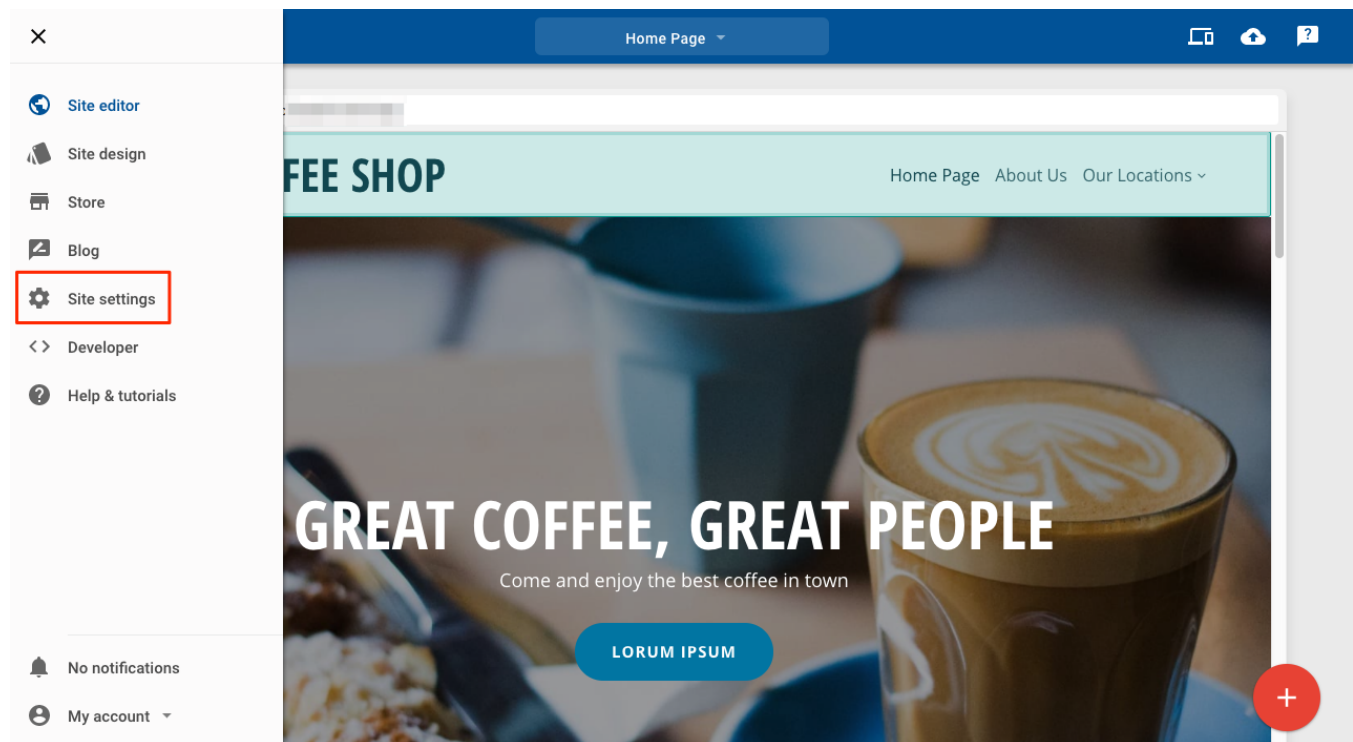 Home Page
Site editor
Site design
Store
Blog
Site settings
Developer
Help & tutorials
No notifications
My account
FEE SHOP
Home Page About Us Our Locations
GREAT COFFEE, GREAT PEOPLE
Come and enjoy the best coffee in town
LORUM IPSUM